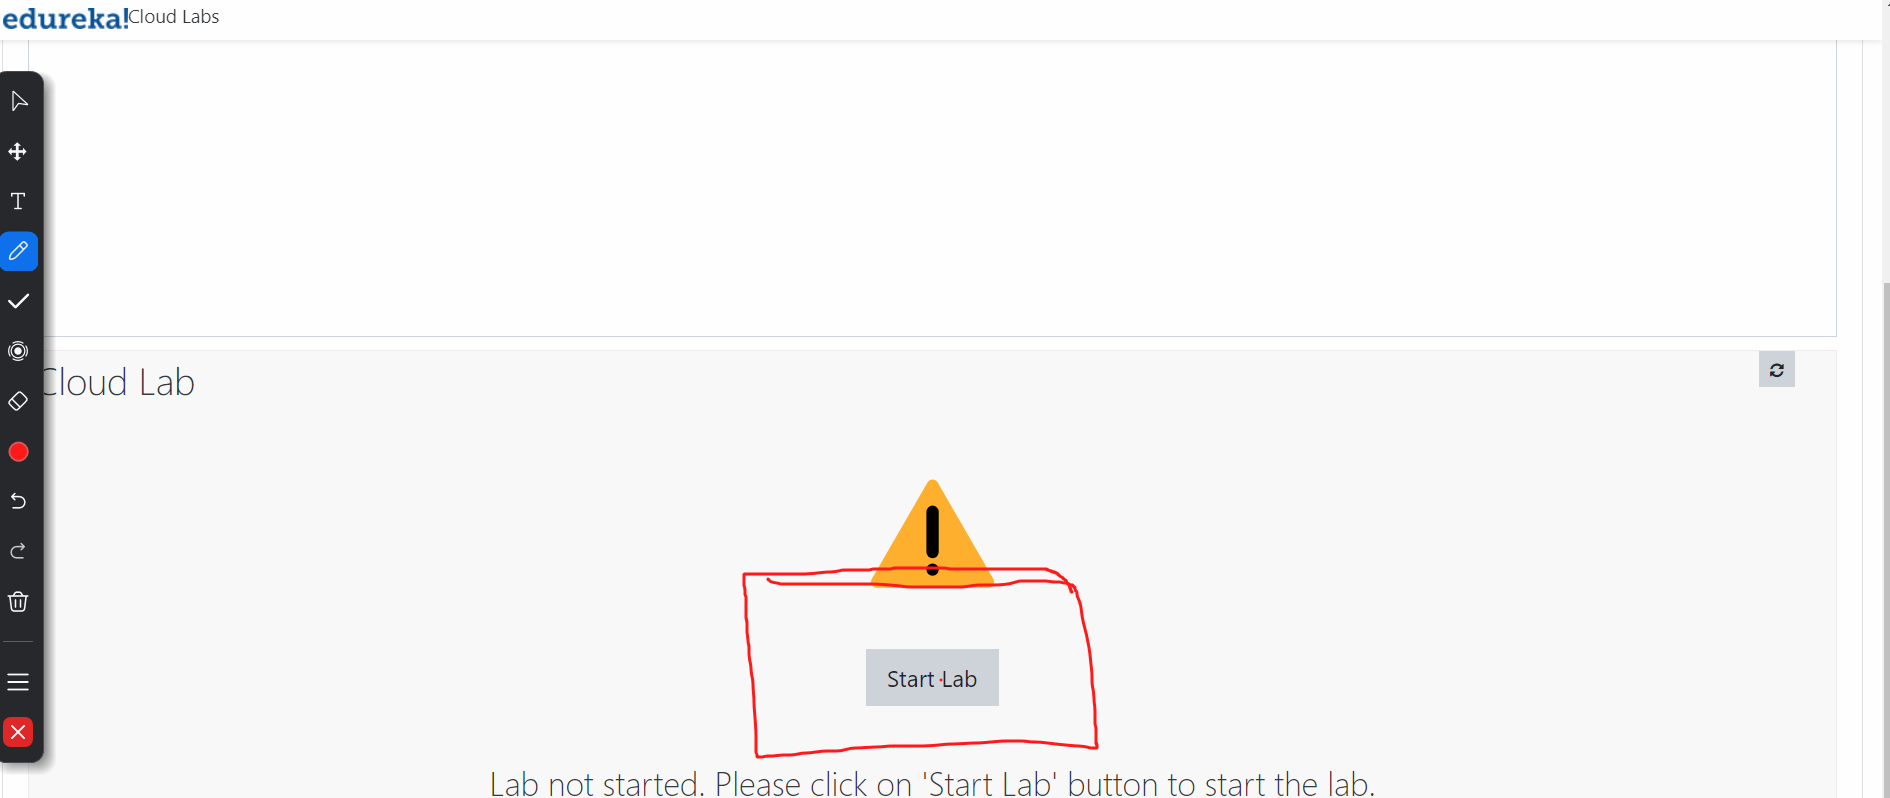 edureka! Cloud Labs
T
Cloud Lab
Start Lab
Lab not started. Please click on 'Start Lab' button to start the lab.